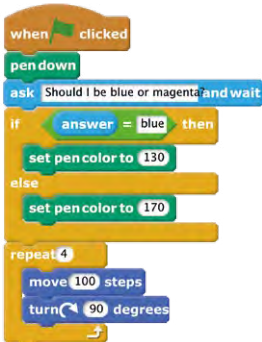 when clicked
pen down
ask Should I be blue or magenta? and wait
if answer = blue then
set pen color to 130
else
set pen color to 170
repeat 4
move 100 steps
turn 90 degrees